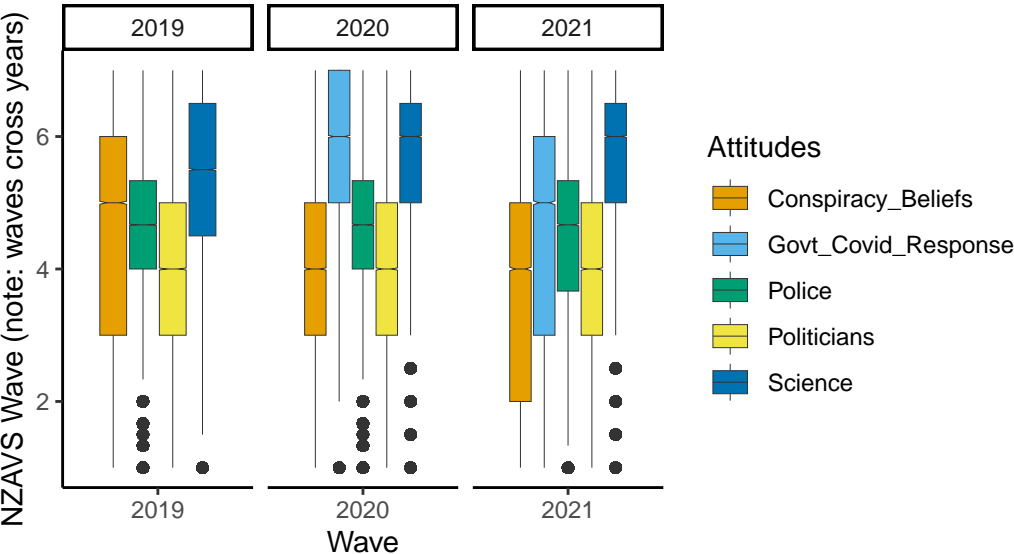 2019
2020
2021
NZAVS Wave (note: waves cross years)
6
4
2
2019
2020
2021
Wave
Attitudes
Conspiracy_Beliefs
Govt_Covid_Response
Police
Politicians
Science